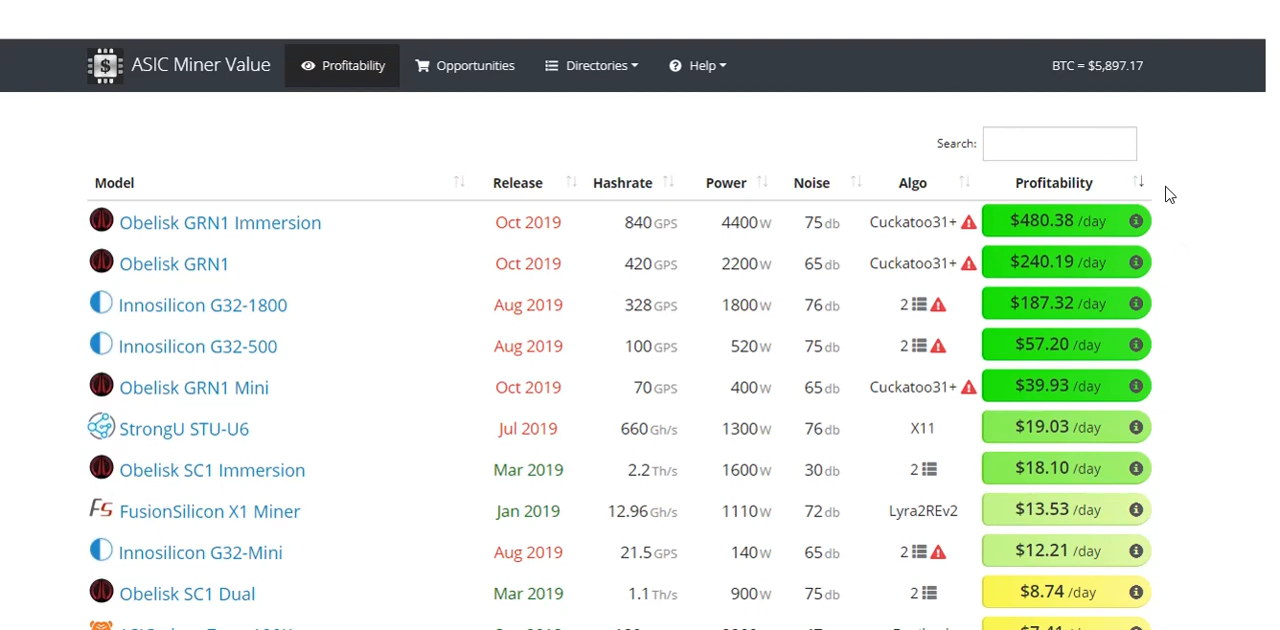 ASIC Miner Value Profitability Opportunities Directories Help BTC = $5,897.17
Search:
Model Release Hashrate Power Noise Algo Profitability
Obelisk GRN1 Immersion Oct 2019 840 GPS 4400 W 75 db Cuckatoo31+ $480.38 /day
Obelisk GRN1 Oct 2019 420 GPS 2200 W 65 db Cuckatoo31+ $240.19 /day
Innosilicon G32-1800 Aug 2019 328 GPS 1800 W 76 db 2 $187.32 /day
Innosilicon G32-500 Aug 2019 100 GPS 520 W 75 db 2 $57.20 /day
Obelisk GRN1 Mini Oct 2019 70 GPS 400 W 65 db Cuckatoo31+ $39.93 /day
StrongU STU-U6 Jul 2019 660 Gh/s 1300 W 76 db X11 $19.03 /day
Obelisk SC1 Immersion Mar 2019 2.2 Th/s 1600 W 30 db 2 $18.10 /day
FS FusionSilicon X1 Miner Jan 2019 12.96 Gh/s 1110 W 72 db Lyra2REv2 $13.53 /day
Innosilicon G32-Mini Aug 2019 21.5 GPS 140 W 65 db 2 $12.21 /day
Obelisk SC1 Dual Mar 2019 1.1 Th/s 900 W 75 db 2 $8.74 /day